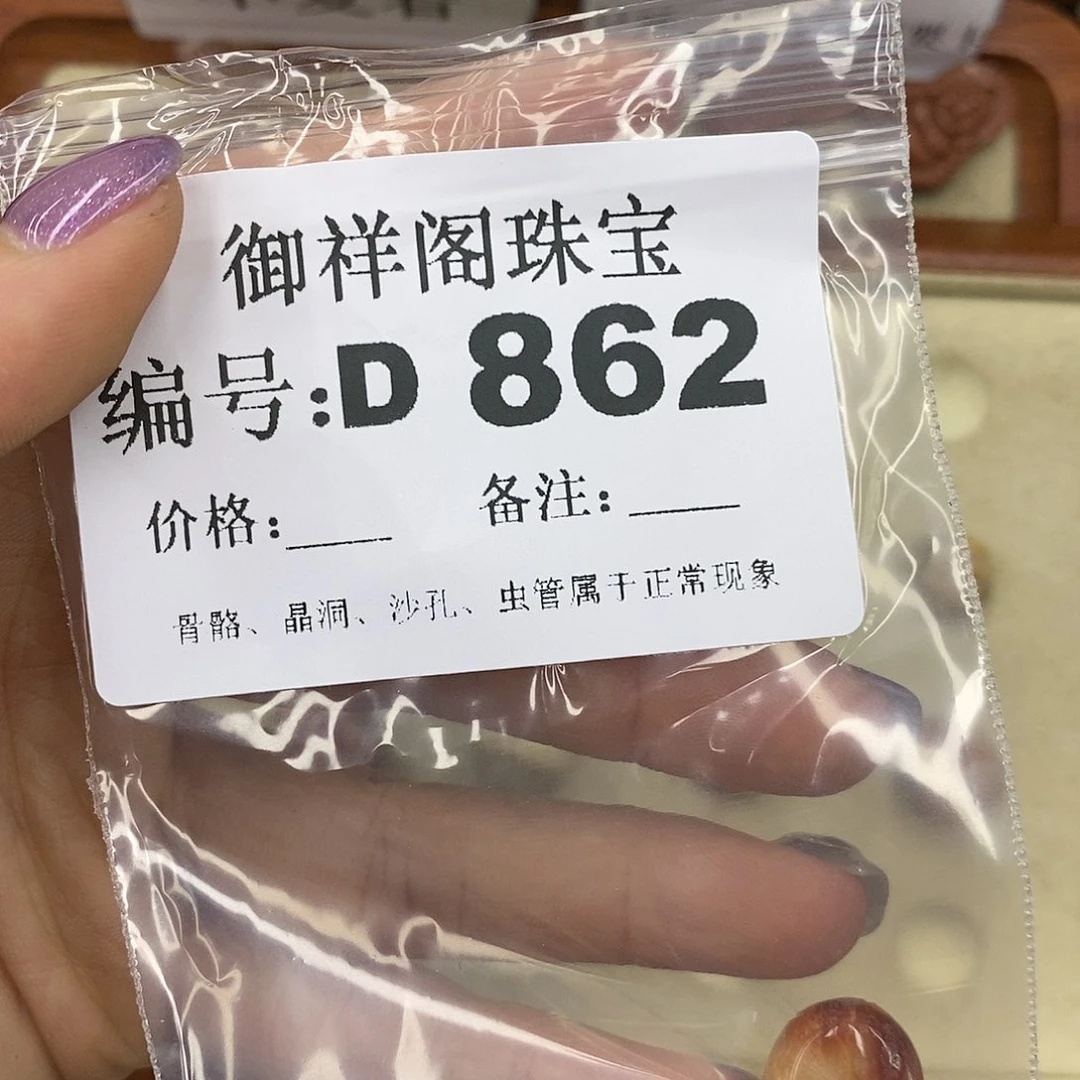 御祥阁珠宝
编号:D 862
价格:____ 备注:____
骨骼、晶洞、沙孔、虫管属于正常现象